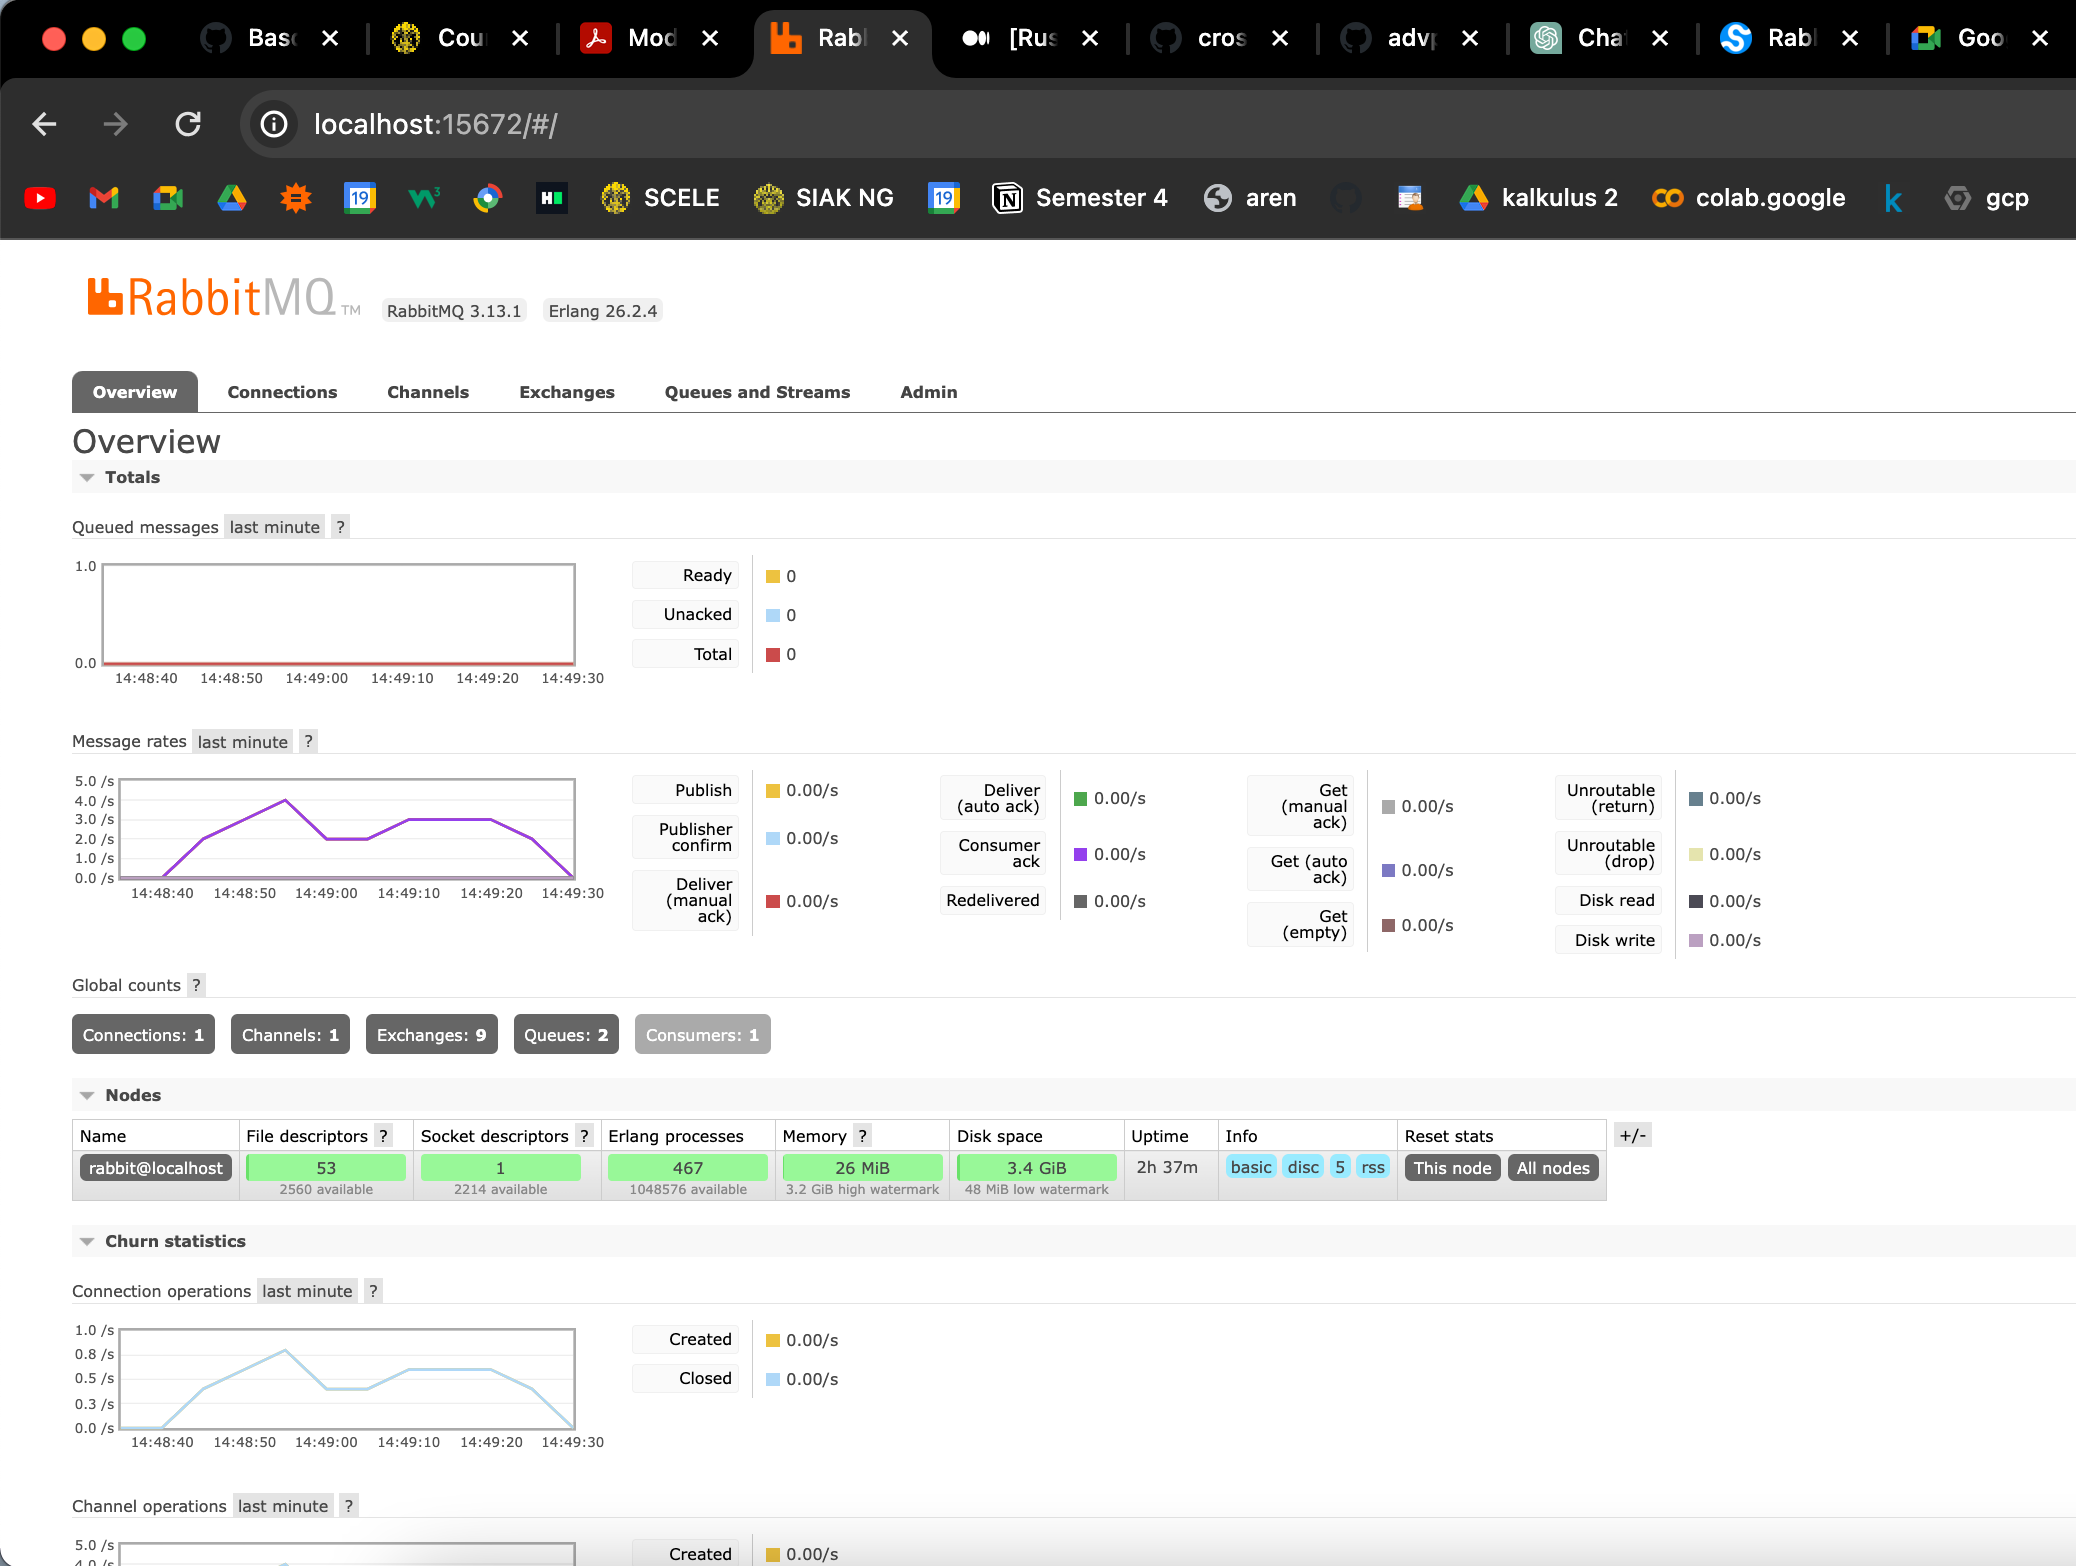 Bas
Cou
Mod
Rab
[Rus
cros
adv
Cha
Rab
Goo
localhost:15672/#/
19
W3
H
SCELE
SIAK NG
19
Semester 4
aren
kalkulus 2
colab.google
k
gcp
RabbitMQ TM
RabbitMQ 3.13.1
Erlang 26.2.4
Overview
Connections
Channels
Exchanges
Queues and Streams
Admin
Overview
Totals
Queued messages last minute ?
1.0
0.0
14:48:40 14:48:50 14:49:00 14:49:10 14:49:20 14:49:30
Ready 0
Unacked 0
Total 0
Message rates last minute ?
5.0 /s
4.0 /s
3.0 /s
2.0 /s
1.0 /s
0.0 /s
14:48:40 14:48:50 14:49:00 14:49:10 14:49:20 14:49:30
Publish 0.00/s
Publisher confirm 0.00/s
Deliver (manual ack) 0.00/s
Deliver (auto ack) 0.00/s
Consumer ack 0.00/s
Redelivered 0.00/s
Get (manual ack) 0.00/s
Get (auto ack) 0.00/s
Get (empty) 0.00/s
Unroutable (return) 0.00/s
Unroutable (drop) 0.00/s
Disk read 0.00/s
Disk write 0.00/s
Global counts ?
Connections: 1
Channels: 1
Exchanges: 9
Queues: 2
Consumers: 1
Nodes
Name File descriptors ? Socket descriptors ? Erlang processes Memory ? Disk space Uptime Info Reset stats +/-
rabbit@localhost 53 1 467 26 MiB 3.4 GiB 2h 37m basic disc 5 rss This node All nodes
2560 available 2214 available 1048576 available 3.2 GiB high watermark 48 MiB low watermark
Churn statistics
Connection operations last minute ?
1.0 /s
0.8 /s
0.5 /s
0.3 /s
0.0 /s
14:48:40 14:48:50 14:49:00 14:49:10 14:49:20 14:49:30
Created 0.00/s
Closed 0.00/s
Channel operations last minute ?
5.0 /s
4.0 /s
Created 0.00/s